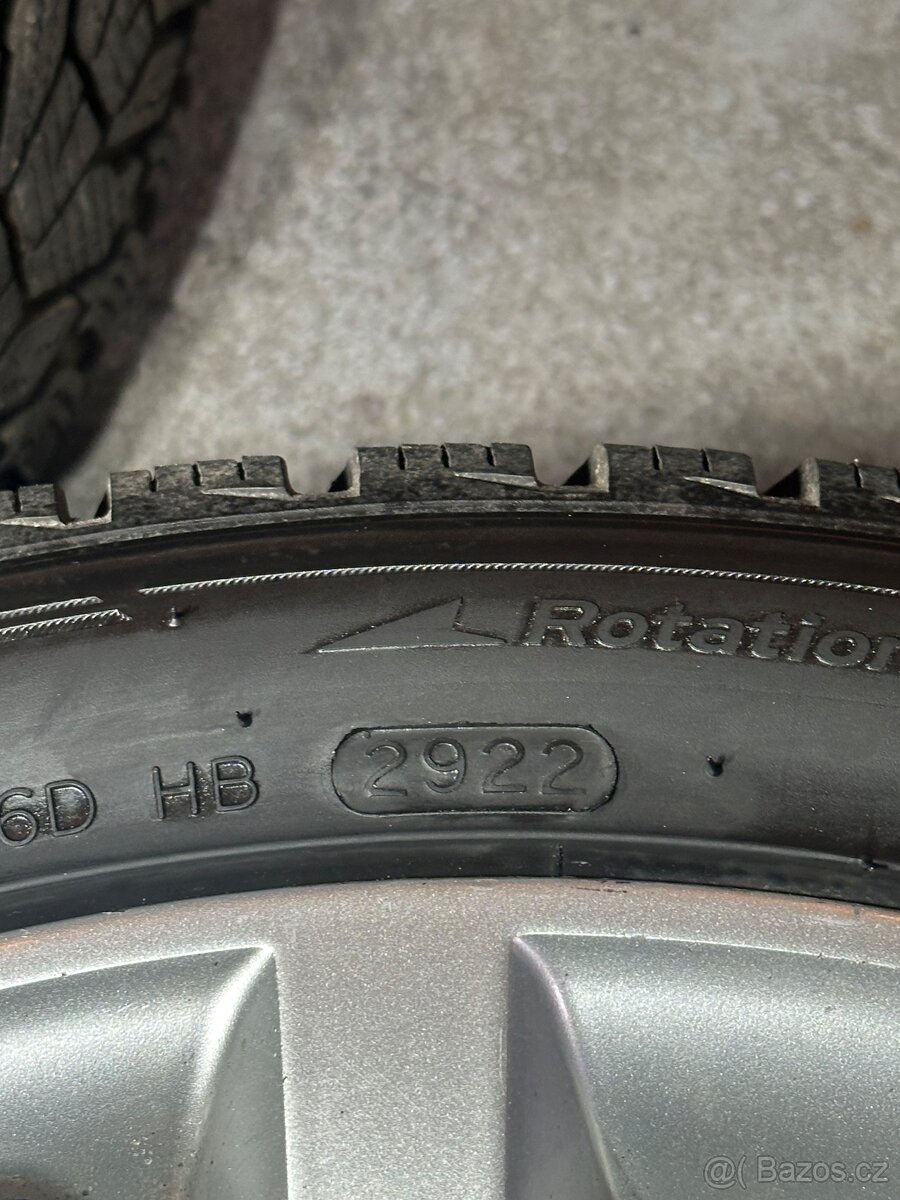 Rotation
6D HB 2922
@( Bazos.cz